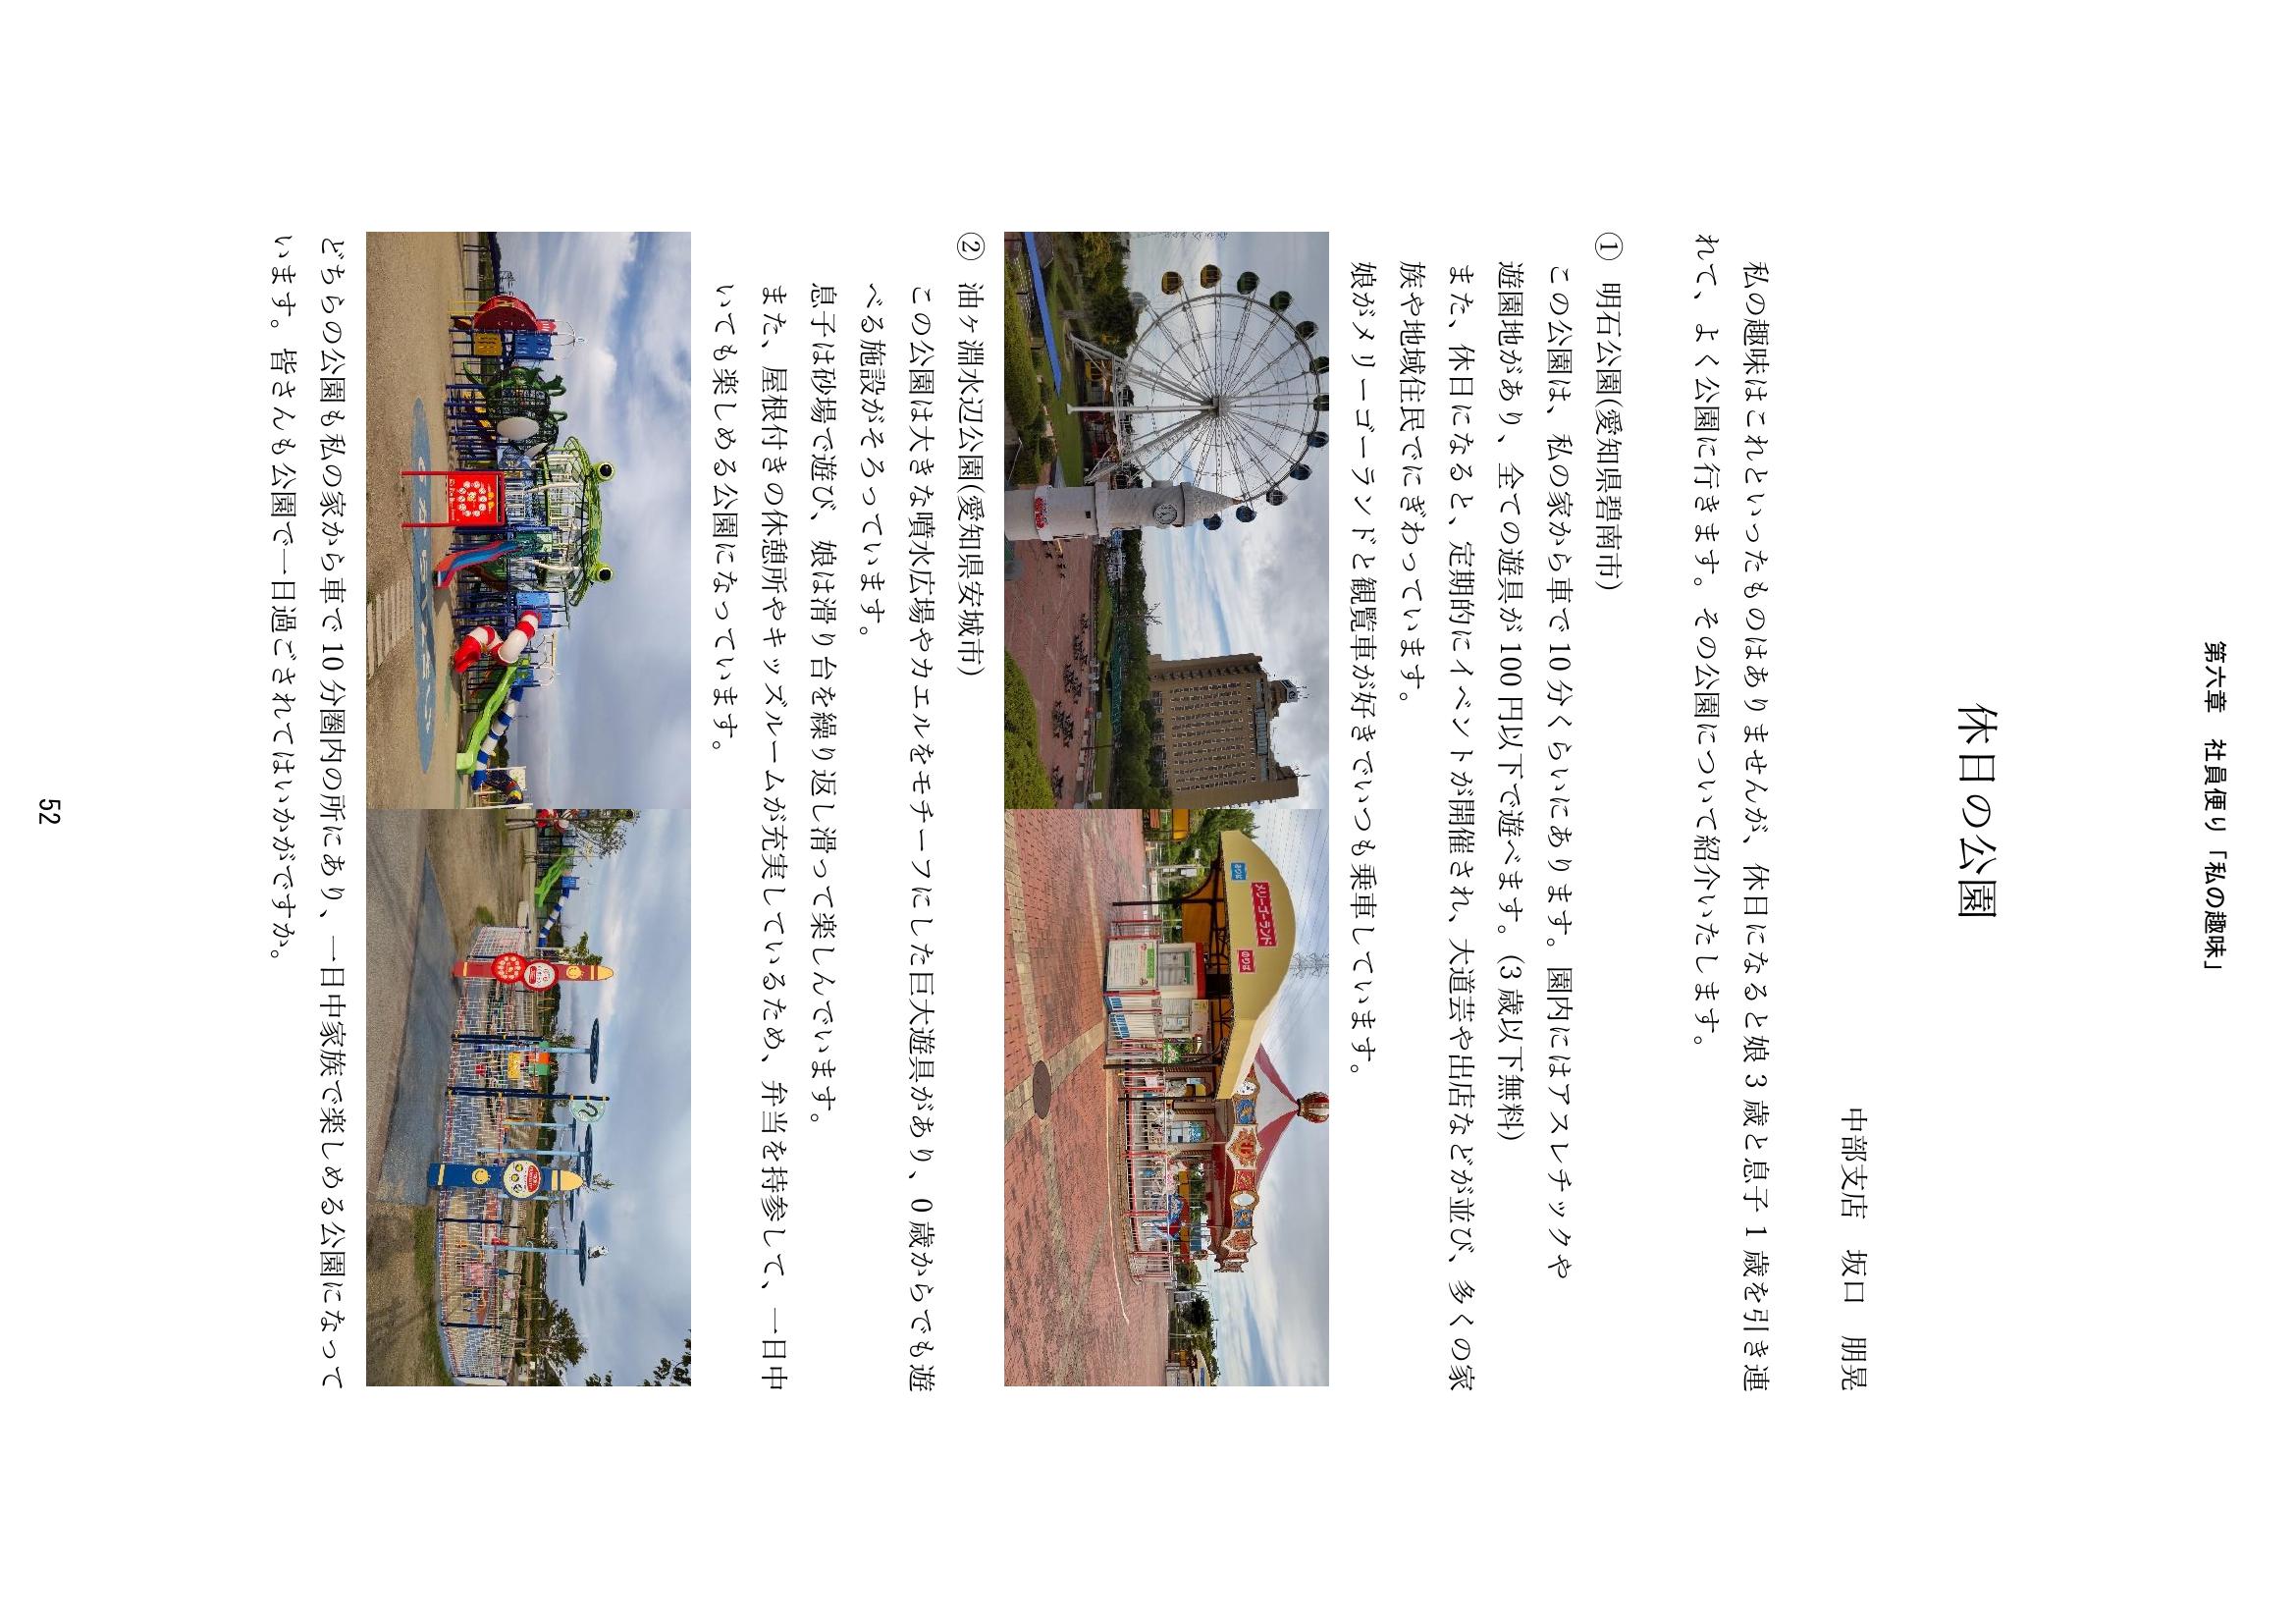 第六章　社員便り「私の趣味」
休日の公園
中部支店　坂口　朋晃
私の趣味はこれといったものはありませんが、休日になると娘 3 歳と息子 1 歳を引き連
れて、よく公園に行きます。その公園について紹介いたします。
① 明石公園(愛知県碧南市)
この公園は、私の家から車で 10 分くらいにあります。園内にはアスレチックや
遊園地があり、全ての遊具が 100 円以下で遊べます。(3 歳以下無料)
また、休日になると、定期的にイベントが開催され、大道芸や出店などが並び、多くの家
族や地域住民でにぎわっています。
娘がメリーゴーランドと観覧車が好きでいつも乗車しています。
メリーゴーランド
のりば
② 油ヶ淵水辺公園(愛知県安城市)
この公園は大きな噴水広場やカエルをモチーフにした巨大遊具があり、0 歳からでも遊
べる施設がそろっています。
息子は砂場で遊び、娘は滑り台を繰り返し滑って楽しんでいます。
また、屋根付きの休憩所やキッズルームが充実しているため、弁当を持参して、一日中
いても楽しめる公園になっています。
どちらの公園も私の家から車で 10 分圏内の所にあり、一日中家族で楽しめる公園になって
います。皆さんも公園で一日過ごされてはいかがですか。
52